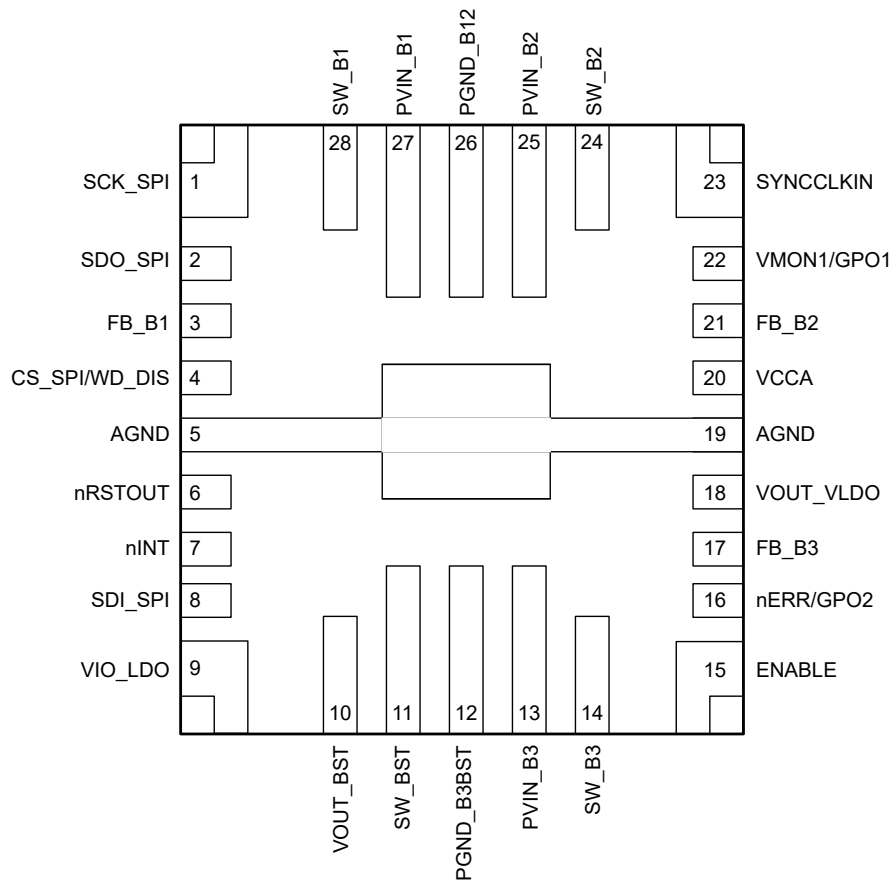 SW_B1
PVIN_B1
PGND_B12
PVIN_B2
SW_B2
28
27
26
25
24
SCK_SPI 1
23 SYNCCLKIN
SDO_SPI 2
22 VMON1/GPO1
FB_B1 3
21 FB_B2
CS_SPI/WD_DIS 4
20 VCCA
AGND 5
19 AGND
nRSTOUT 6
18 VOUT_VLDO
nINT 7
17 FB_B3
SDI_SPI 8
16 nERR/GPO2
VIO_LDO 9
15 ENABLE
10
11
12
13
14
VOUT_BST
SW_BST
PGND_B3BST
PVIN_B3
SW_B3